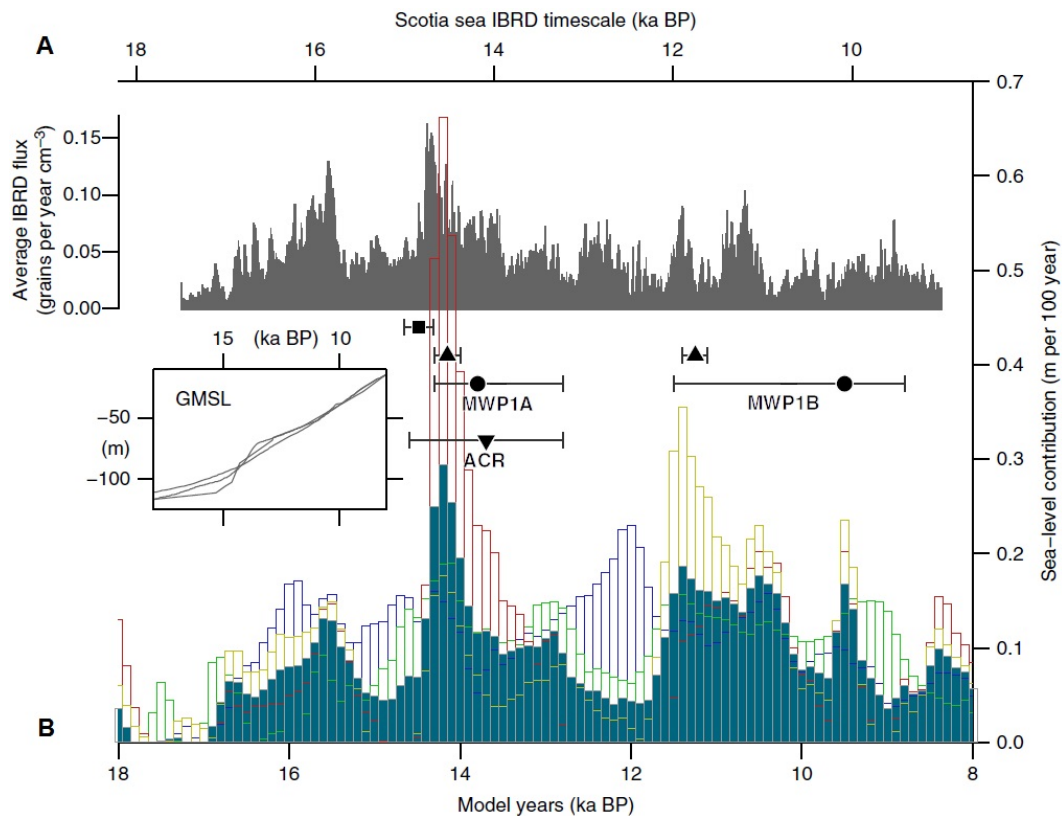 Scotia sea IBRD timescale (ka BP)
A
18 16 14 12 10
0.7
0.6
0.5
0.4
0.3
0.2
0.1
0.0
Sea-level contribution (m per 100 year)
Average IBRD flux
(grains per year cm⁻³)
0.15
0.10
0.05
0.00
15 (ka BP) 10
GMSL
−50
(m)
−100
MWP1A
MWP1B
ACR
B
18 16 14 12 10 8
Model years (ka BP)